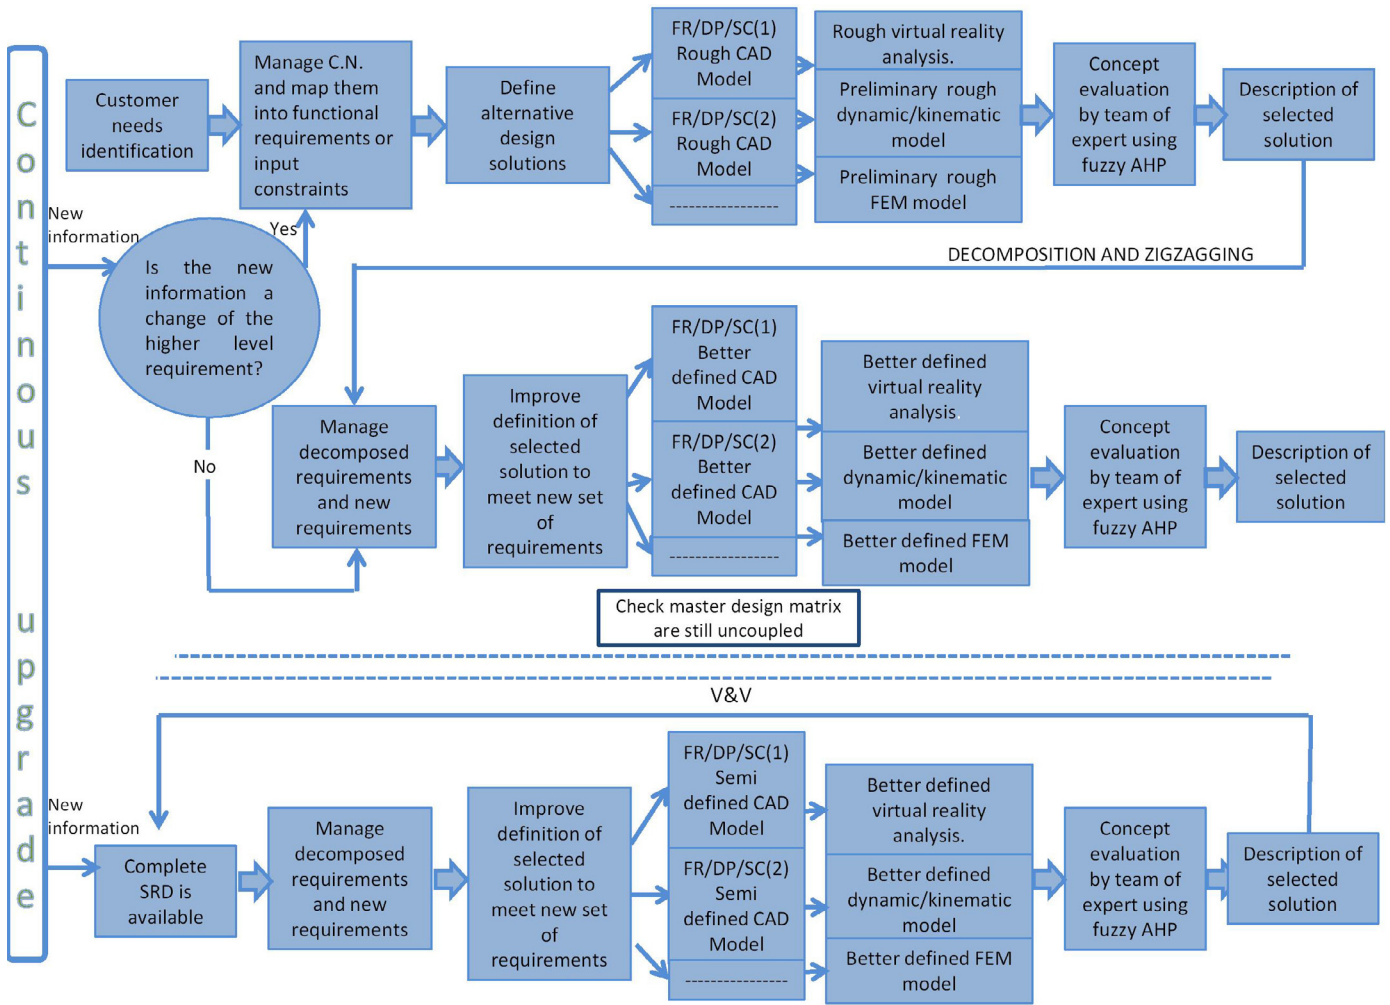 Continous upgrade
Customer
needs
identification
Manage C.N.
and map them
into functional
requirements or
input
constraints
Define
alternative
design
solutions
FR/DP/SC(1)
Rough CAD
Model
FR/DP/SC(2)
Rough CAD
Model
-----------------
Rough virtual reality
analysis.
Preliminary rough
dynamic/kinematic
model
Preliminary rough
FEM model
Concept
evaluation
by team of
expert using
fuzzy AHP
Description of
selected
solution
New
information
Yes
Is the new
information a
change of the
higher level
requirement?
No
DECOMPOSITION AND ZIGZAGGING
Manage
decomposed
requirements
and new
requirements
Improve
definition of
selected
solution to
meet new set
of
requirements
FR/DP/SC(1)
Better
defined CAD
Model
FR/DP/SC(2)
Better
defined CAD
Model
-----------------
Better defined
virtual reality
analysis.
Better defined
dynamic/kinematic
model
Better defined FEM
model
Concept
evaluation
by team of
expert using
fuzzy AHP
Description of
selected
solution
Check master design matrix
are still uncoupled
V&V
New
information
Complete
SRD is
available
Manage
decomposed
requirements
and new
requirements
Improve
definition of
selected
solution to
meet new set
of
requirements
FR/DP/SC(1)
Semi
defined CAD
Model
FR/DP/SC(2)
Semi
defined CAD
Model
----------------
Better defined
virtual reality
analysis.
Better defined
dynamic/kinematic
model
Better defined FEM
model
Concept
evaluation
by team of
expert using
fuzzy AHP
Description of
selected
solution